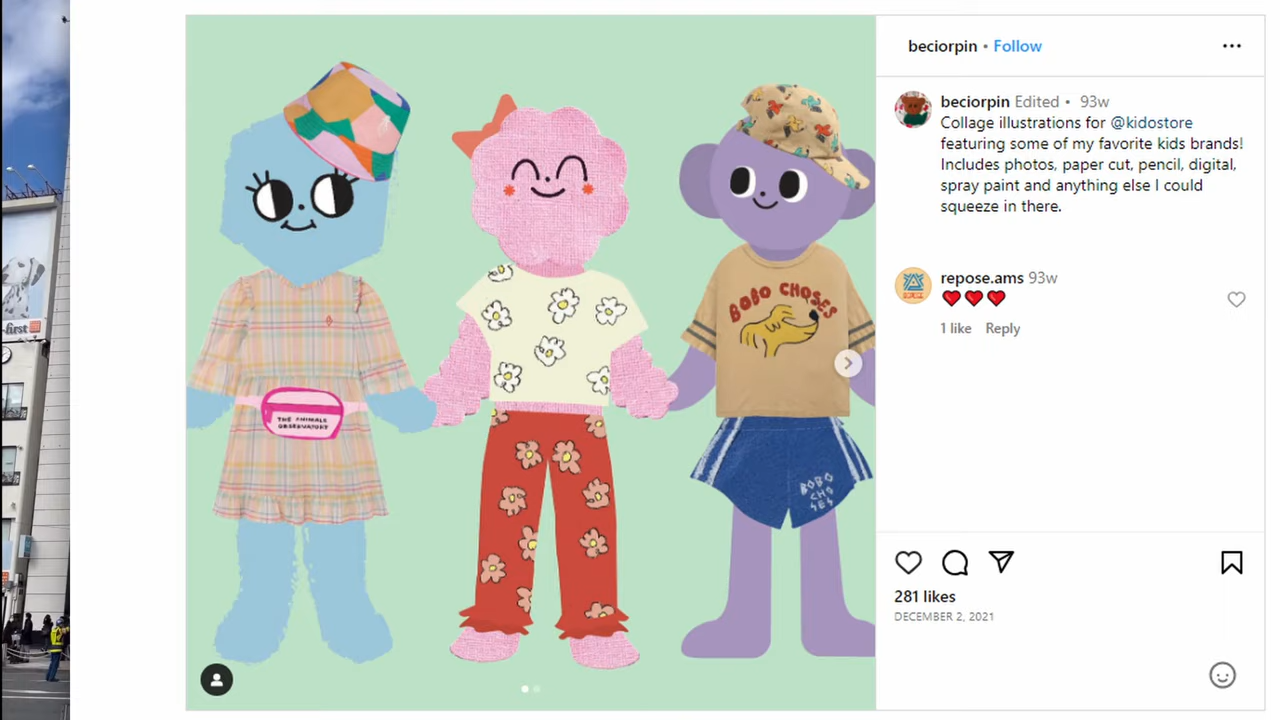 beciorpin • Follow
beciorpin Edited • 93w
Collage illustrations for @kidostore
featuring some of my favorite kids brands!
Includes photos, paper cut, pencil, digital,
spray paint and anything else I could
squeeze in there.
repose.ams 93w
1 like Reply
281 likes
DECEMBER 2, 2021
BOBO CHOSES
THE ANIMALS
OBSERVATORY
BOBO
CHO
SES
-first